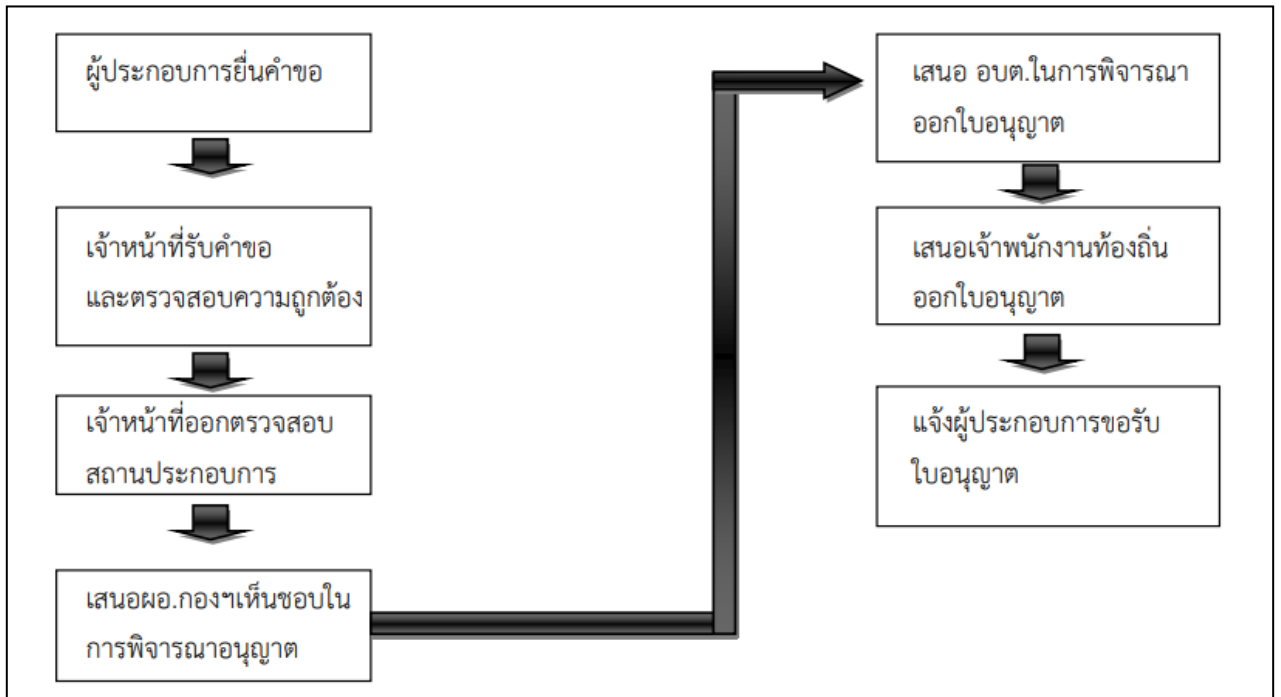 ผู้ประกอบการยื่นคำขอ
เจ้าหน้าที่รับคำขอ
และตรวจสอบความถูกต้อง
เจ้าหน้าที่ออกตรวจสอบ
สถานประกอบการ
เสนอผอ.กองฯเห็นชอบใน
การพิจารณาอนุญาต
เสนอ อบต.ในการพิจารณา
ออกใบอนุญาต
เสนอเจ้าพนักงานท้องถิ่น
ออกใบอนุญาต
แจ้งผู้ประกอบการขอรับ
ใบอนุญาต